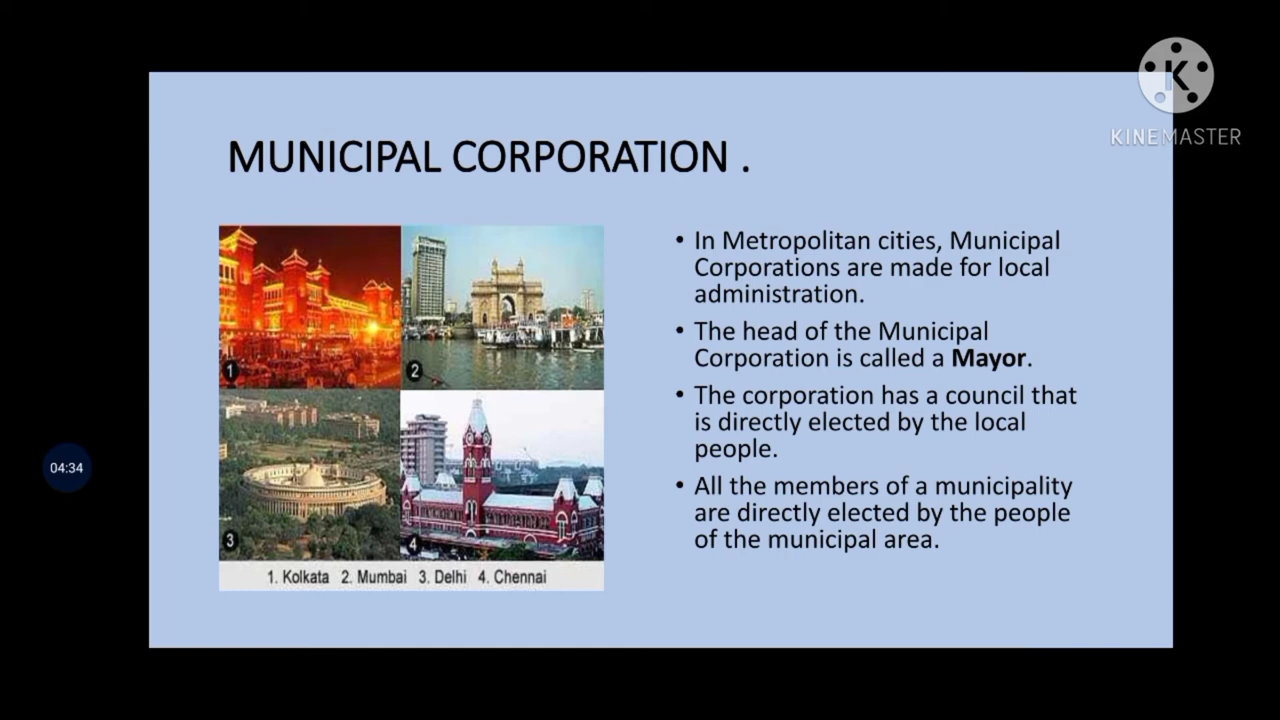 K
KINEMASTER
MUNICIPAL CORPORATION .
1
2
3
4
1. Kolkata 2. Mumbai 3. Delhi 4. Chennai
• In Metropolitan cities, Municipal
Corporations are made for local
administration.
• The head of the Municipal
Corporation is called a Mayor.
• The corporation has a council that
is directly elected by the local
people.
• All the members of a municipality
are directly elected by the people
of the municipal area.
04:34